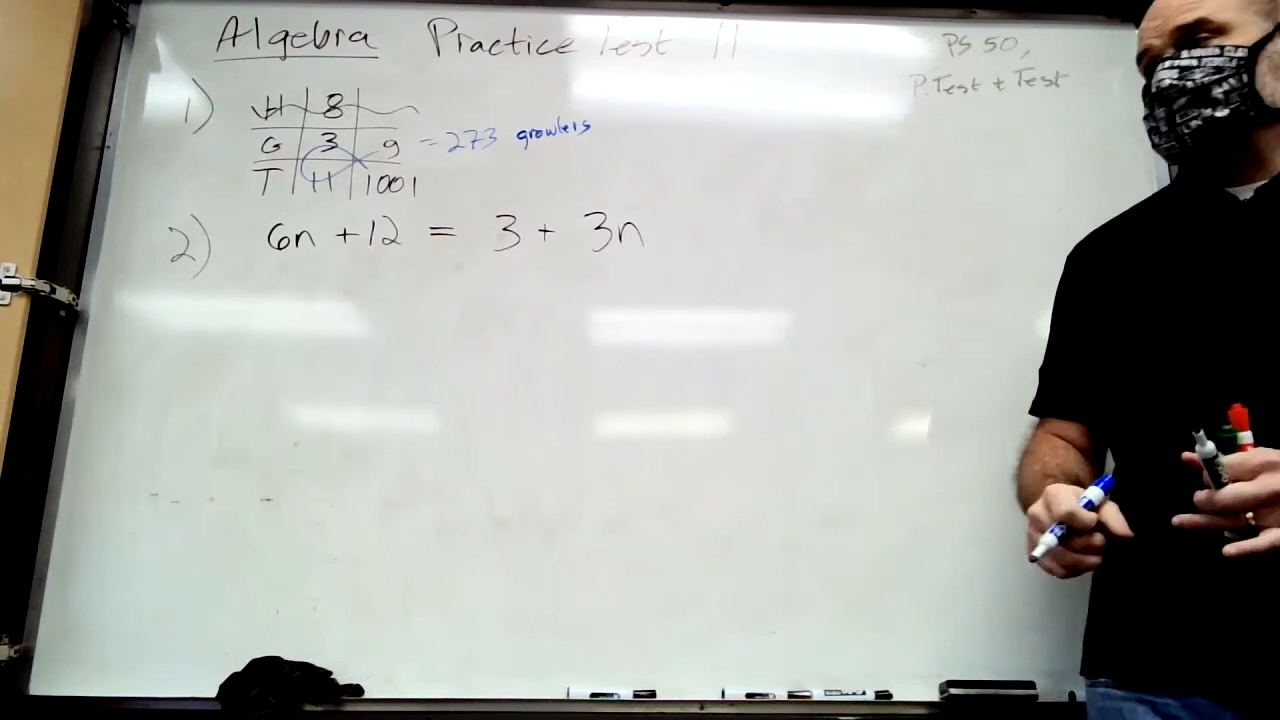 Algebra Practice Test 11
PS 50,
P.Test + Test
1)
H 8
G 3 g = 273 growlers
T 11 1001
2) 6n + 12 = 3 + 3n